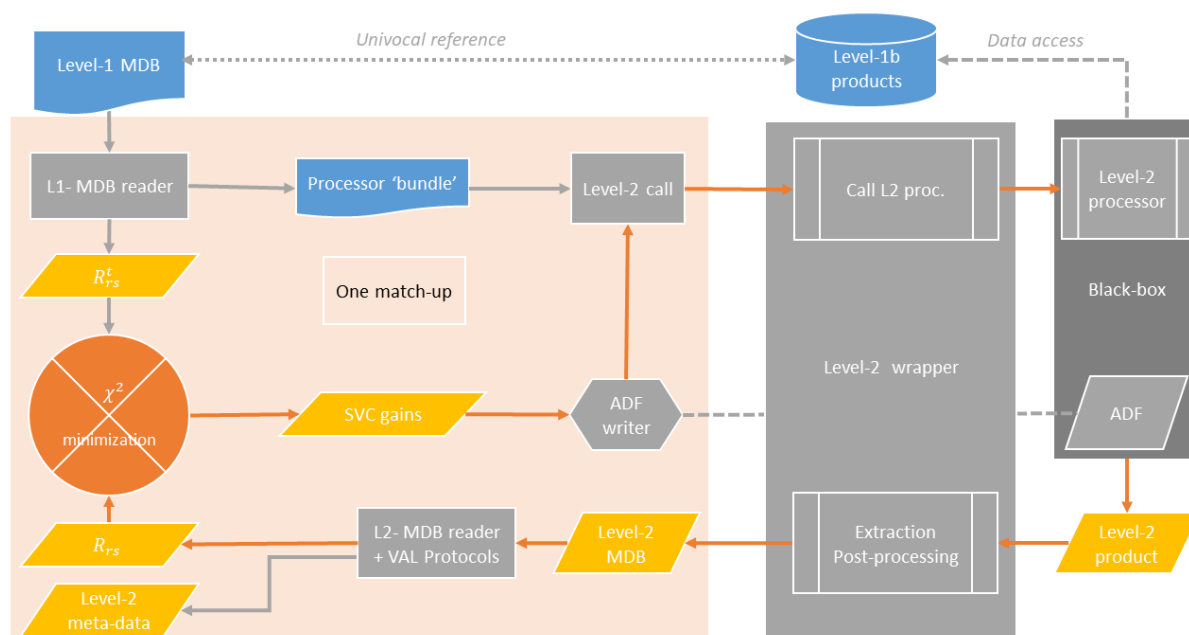 Univocal reference
Data access
Level-1 MDB
Level-1b
products
L1- MDB reader
Processor ‘bundle’
Level-2 call
Call L2 proc.
Level-2
processor
R_{rs}^{t}
One match-up
Black-box
χ²
minimization
SVC gains
ADF
writer
Level-2 wrapper
ADF
R_{rs}
L2- MDB reader
+ VAL Protocols
Level-2
MDB
Extraction
Post-processing
Level-2
product
Level-2
meta-data